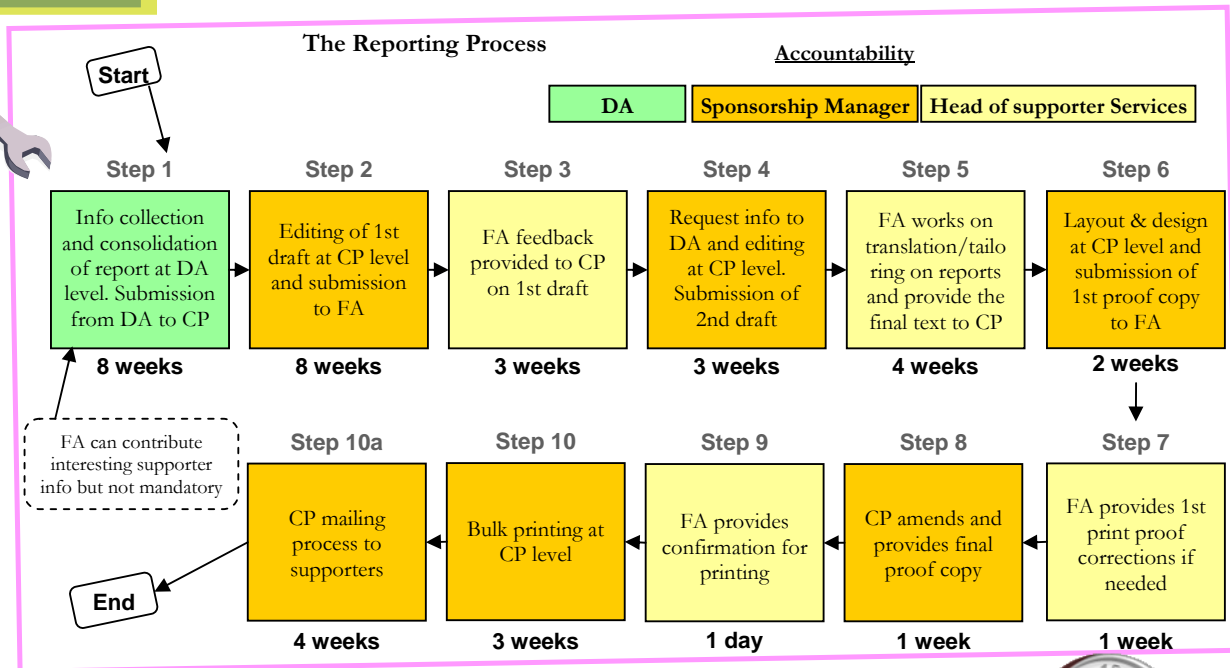 The Reporting Process
Accountability
Start
DA
Sponsorship Manager
Head of supporter Services
Step 1
Info collection
and consolidation
of report at DA
level. Submission
from DA to CP
8 weeks
Step 2
Editing of 1st
draft at CP level
and submission
to FA
8 weeks
Step 3
FA feedback
provided to CP
on 1st draft
3 weeks
Step 4
Request info to
DA and editing
at CP level.
Submission of
2nd draft
3 weeks
Step 5
FA works on
translation/tailo
ring on reports
and provide the
final text to CP
4 weeks
Step 6
Layout & design
at CP level and
submission of
1st proof copy
to FA
2 weeks
FA can contribute
interesting supporter
info but not mandatory
Step 7
FA provides 1st
print proof
corrections if
needed
1 week
Step 8
CP amends and
provides final
proof copy
1 week
Step 9
FA provides
confirmation for
printing
1 day
Step 10
Bulk printing at
CP level
3 weeks
Step 10a
CP mailing
process to
supporters
4 weeks
End